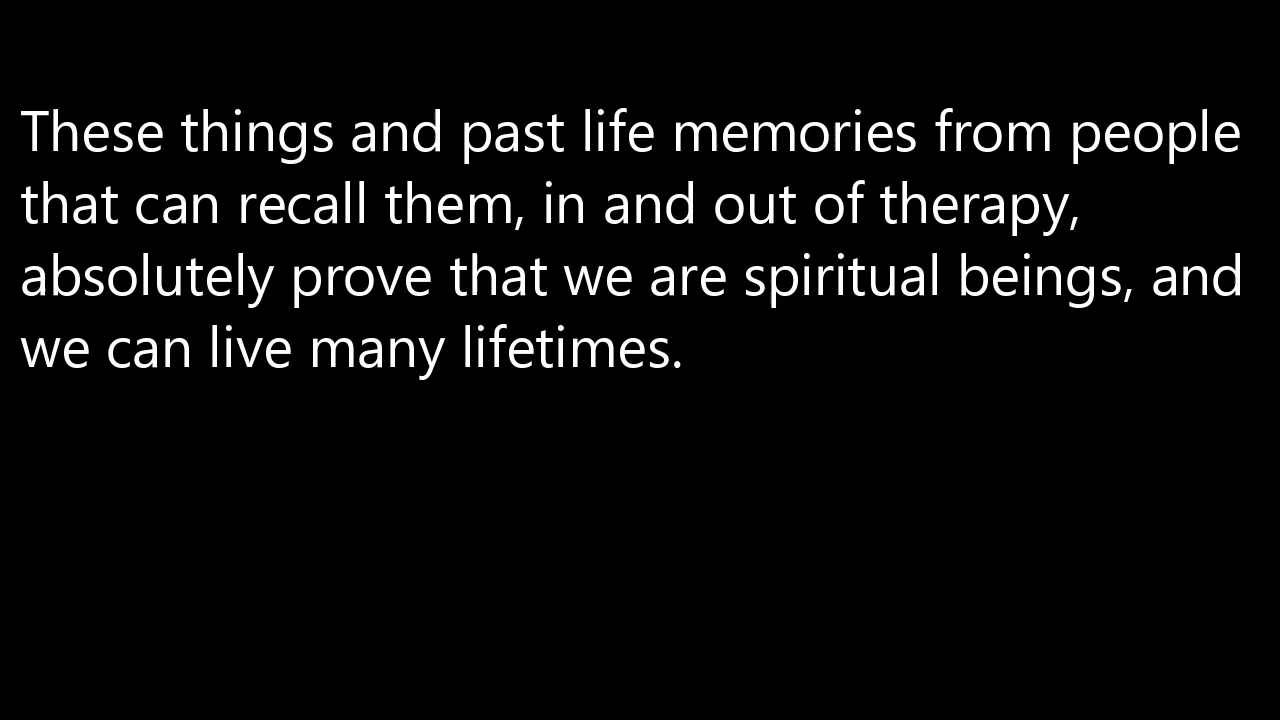 These things and past life memories from people
that can recall them, in and out of therapy,
absolutely prove that we are spiritual beings, and
we can live many lifetimes.